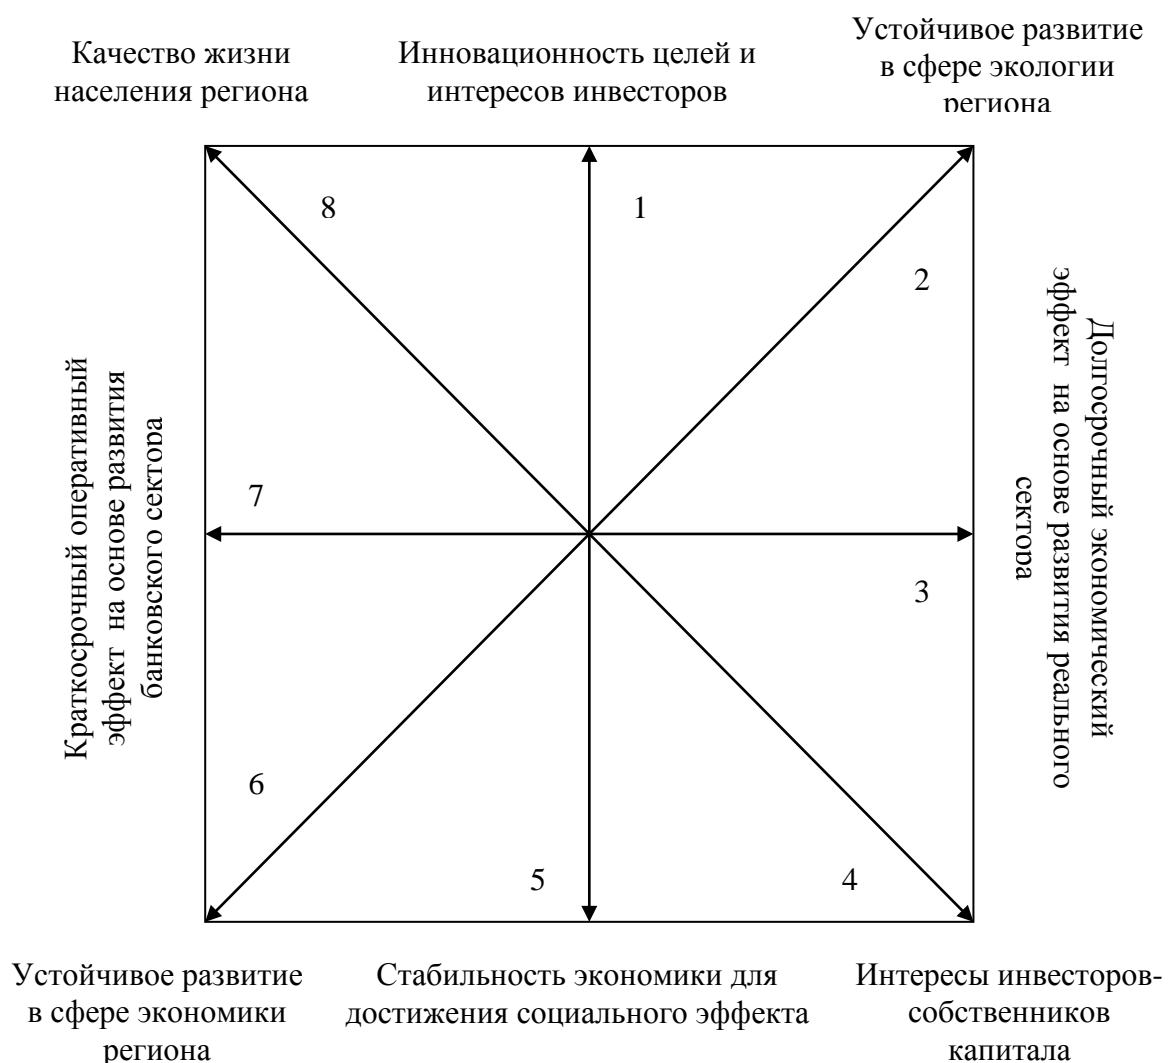 Качество жизни
населения региона
Инновационность целей и
интересов инвесторов
Устойчивое развитие
в сфере экологии
региона
8
1
2
Краткосрочный оперативный
эффект на основе развития
банковского сектора
Долгосрочный экономический
эффект на основе развития реального
сектора
7
3
6
5
4
Устойчивое развитие
в сфере экономики
региона
Стабильность экономики для
достижения социального эффекта
Интересы инвесторов-
собственников
капитала